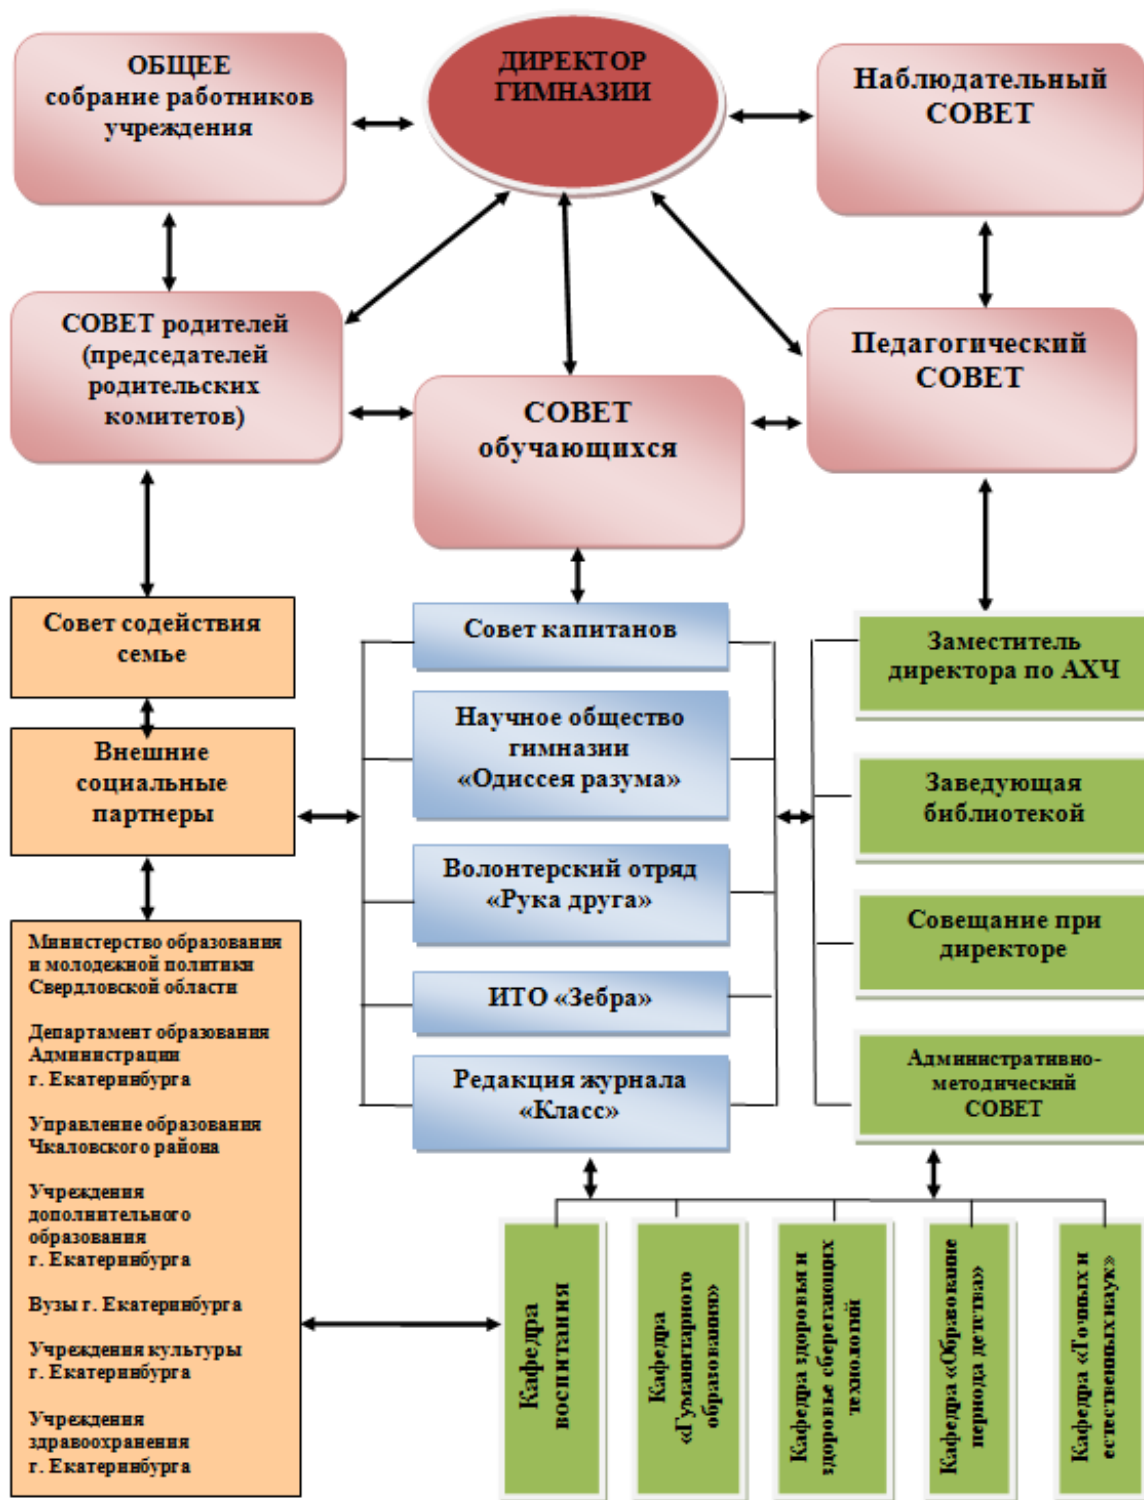 ОБЩЕЕ
собрание работников
учреждения
ДИРЕКТОР
ГИМНАЗИИ
Наблюдательный
СОВЕТ
СОВЕТ родителей
(председателей
родительских
комитетов)
СОВЕТ
обучающихся
Педагогический
СОВЕТ
Совет содействия
семье
Внешние
социальные
партнеры
Министерство образования
и молодежной политики
Свердловской области
Департамент образования
Администрации
г. Екатеринбурга
Управление образования
Чкаловского района
Учреждения
дополнительного
образования
г. Екатеринбурга
Вузы г. Екатеринбурга
Учреждения культуры
г. Екатеринбурга
Учреждения
здравоохранения
г. Екатеринбурга
Совет капитанов
Научное общество
гимназии
«Одиссея разума»
Волонтерский отряд
«Рука друга»
ИТО «Зебра»
Редакция журнала
«Класс»
Заместитель
директора по АХЧ
Заведующая
библиотекой
Совещание при
директоре
Административно-
методический
СОВЕТ
Кафедра
воспитания
Кафедра
«Гуманитарного
образования»
Кафедра здоровья и
здоровье сберегающих
технологий
Кафедра «Образование
периода детства»
Кафедра «Точных и
естественных наук»